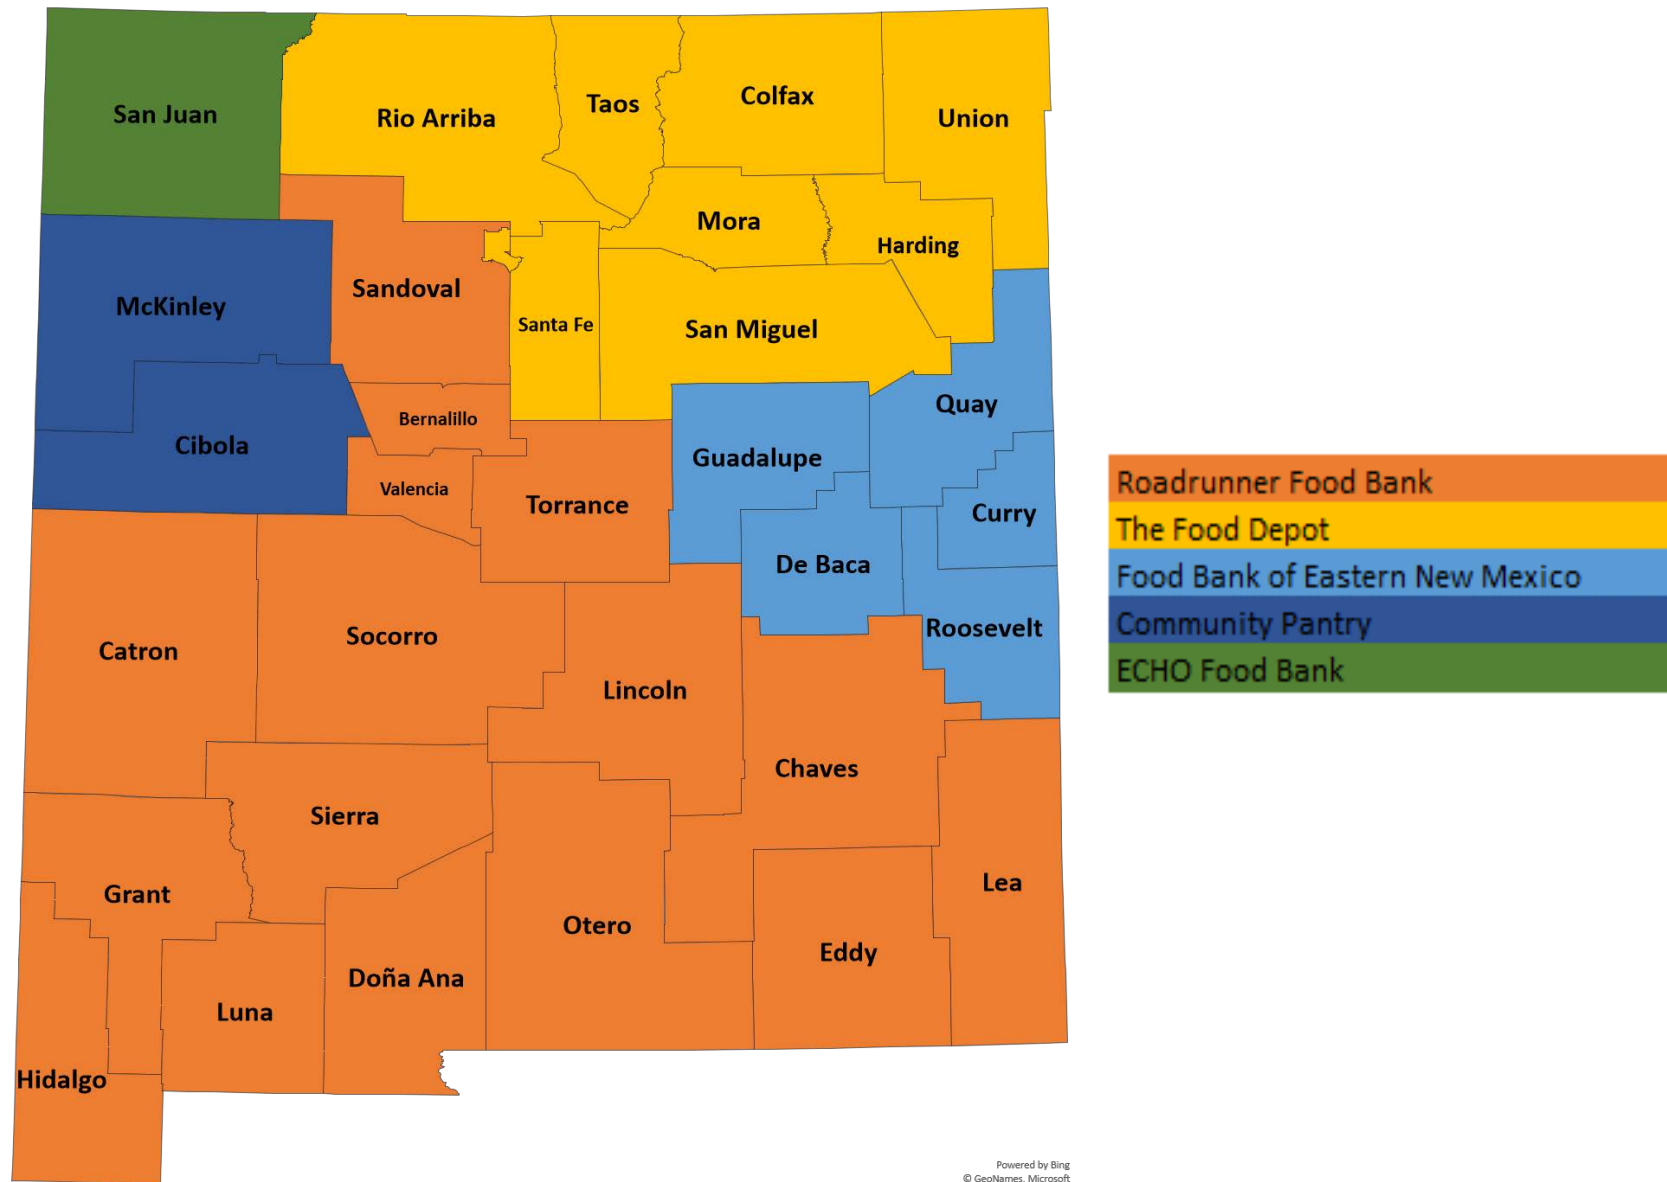 San Juan
Rio Arriba
Taos
Colfax
Union
Mora
Harding
McKinley
Sandoval
Santa Fe
San Miguel
Quay
Bernalillo
Cibola
Guadalupe
Valencia
Torrance
Curry
De Baca
Roosevelt
Catron
Socorro
Lincoln
Chaves
Sierra
Grant
Lea
Otero
Eddy
Doña Ana
Luna
Hidalgo
Roadrunner Food Bank
The Food Depot
Food Bank of Eastern New Mexico
Community Pantry
ECHO Food Bank
Powered by Bing
© GeoNames, Microsoft